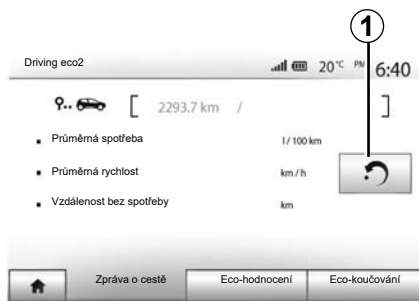 1
Driving eco2 20°C PM 6:40
[ 2293.7 km / ]
Průměrná spotřeba l / 100 km
Průměrná rychlost km / h
Vzdálenost bez spotřeby km
Zpráva o cestě Eco-hodnocení Eco-koučování